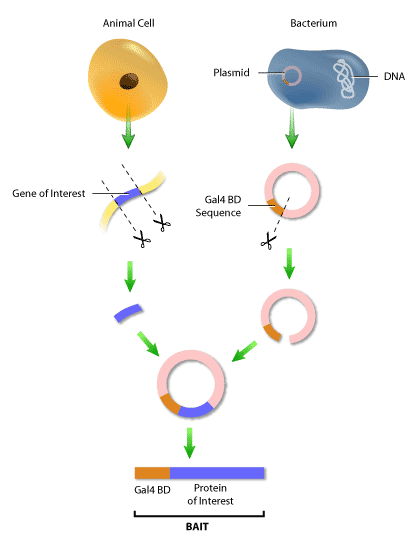 Animal Cell
Bacterium
Plasmid
DNA
Gene of Interest
Gal4 BD
Sequence
Gal4 BD
Protein
of Interest
BAIT